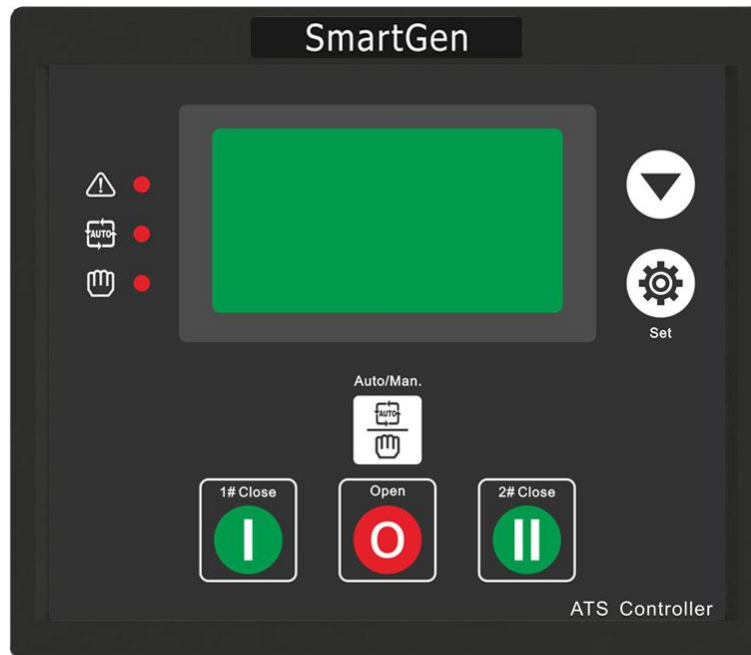 SmartGen
AUTO
Set
Auto/Man.
AUTO
1# Close
Open
2# Close
I
O
II
ATS Controller